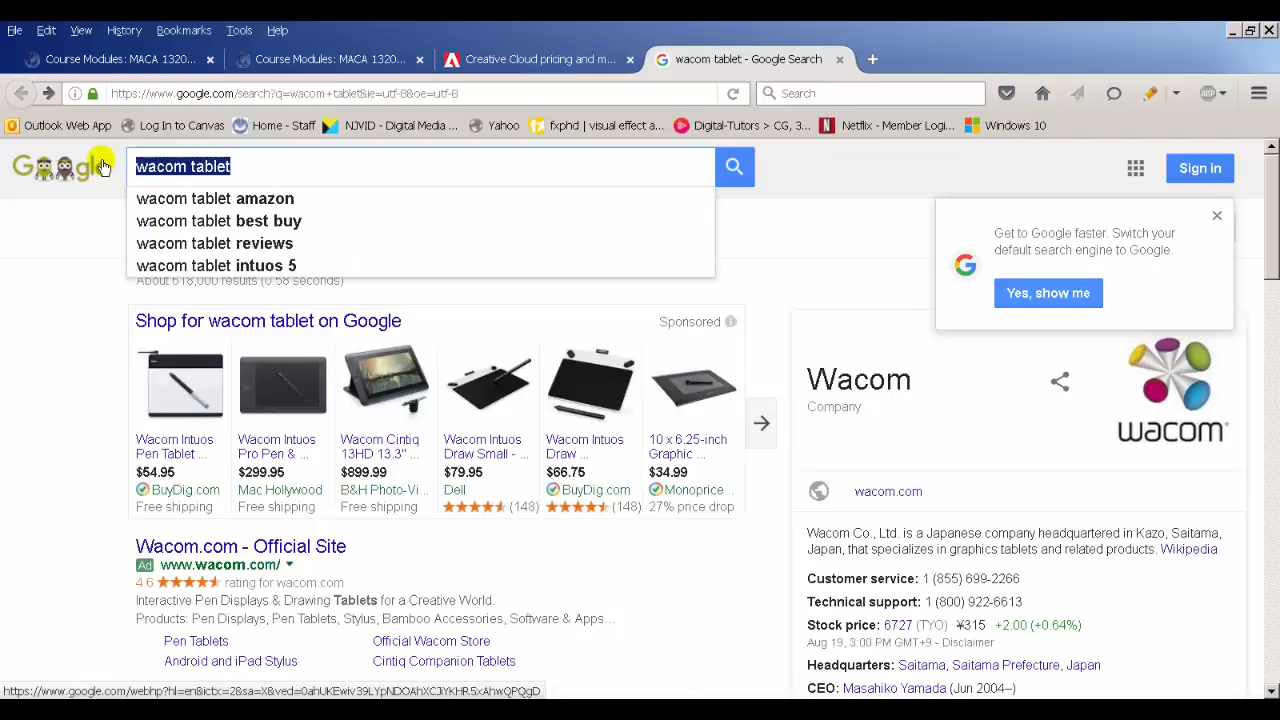 File Edit View History Bookmarks Tools Help
Course Modules: MACA 1320... Course Modules: MACA 1320... Creative Cloud pricing and m... wacom tablet - Google Search
https://www.google.com/search?q=wacom+tablet&ie=utf-8&oe=utf-8 Search
Outlook Web App Log In to Canvas Home - Staff NJVID - Digital Media ... Yahoo fxphd | visual effect a... Digital-Tutors - CG, 3... Netflix - Member Logi... Windows 10
Google wacom tablet Sign in
wacom tablet amazon
wacom tablet best buy
wacom tablet reviews
wacom tablet intuos 5
Get to Google faster. Switch your
default search engine to Google.
Yes, show me
About 618,000 results (0.58 seconds)
Shop for wacom tablet on Google Sponsored
Wacom Intuos
Pen Tablet ...
$54.95
BuyDig.com
Free shipping
Wacom Intuos
Pro Pen & ...
$299.95
Mac Hollywood
Free shipping
Wacom Cintiq
13HD 13.3" ...
$899.99
B&H Photo-Vi...
Free shipping
Wacom Intuos
Draw Small - ...
$79.95
Dell
(148)
Wacom Intuos
Draw ...
$66.75
BuyDig.com
(148)
10 x 6.25-inch
Graphic ...
$34.99
Monoprice...
27% price drop
Wacom.com - Official Site
Ad www.wacom.com/
4.6 rating for wacom.com
Interactive Pen Displays & Drawing Tablets for a Creative World.
Products: Pen Displays, Pen Tablets, Stylus, Bamboo Accessories, Software & Apps...
Pen Tablets Official Wacom Store
Android and iPad Stylus Cintiq Companion Tablets
Wacom
Company
wacom
wacom.com
Wacom Co., Ltd. is a Japanese company headquartered in Kazo, Saitama,
Japan, that specializes in graphics tablets and related products. Wikipedia
Customer service: 1 (855) 699-2266
Technical support: 1 (800) 922-6613
Stock price: 6727 (TYO) ¥315 +2.00 (+0.64%)
Aug 19, 3:00 PM GMT+9 - Disclaimer
Headquarters: Saitama, Saitama Prefecture, Japan
CEO: Masahiko Yamada (Jun 2004–)